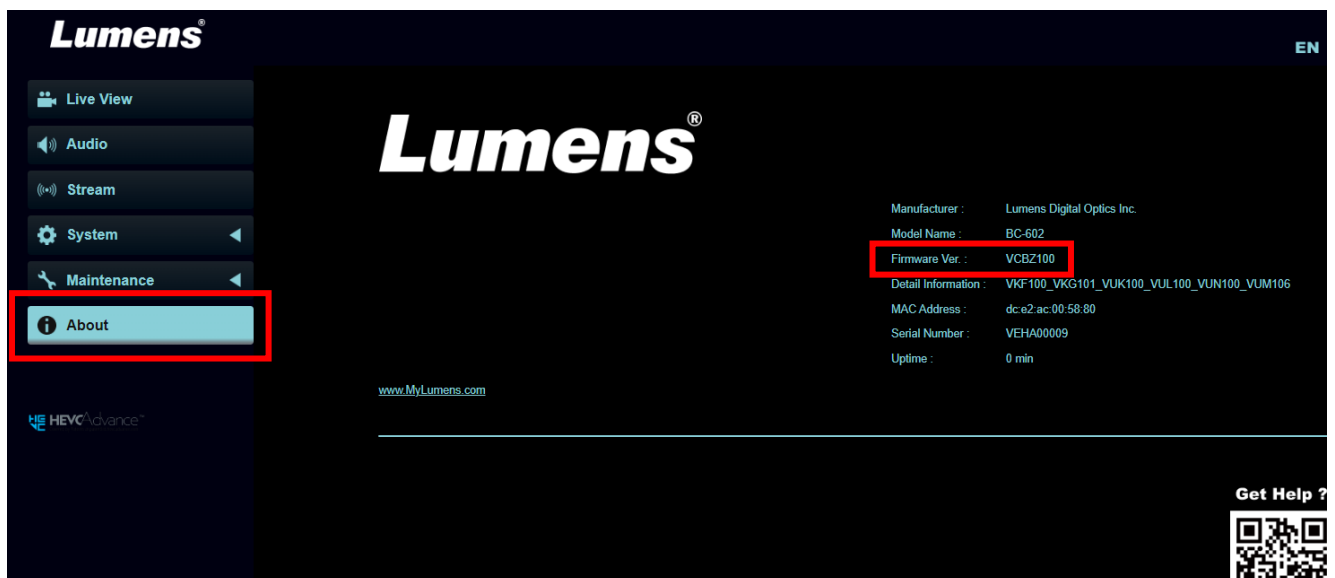 Lumens®
EN
Live View
Audio
Stream
System
Maintenance
About
HEVC Advance™
Lumens®
Manufacturer : Lumens Digital Optics Inc.
Model Name : BC-602
Firmware Ver. : VCBZ100
Detail Information : VKF100_VKG101_VUK100_VUL100_VUN100_VUM106
MAC Address : dc:e2:ac:00:58:80
Serial Number : VEHA00009
Uptime : 0 min
www.MyLumens.com
Get Help ?